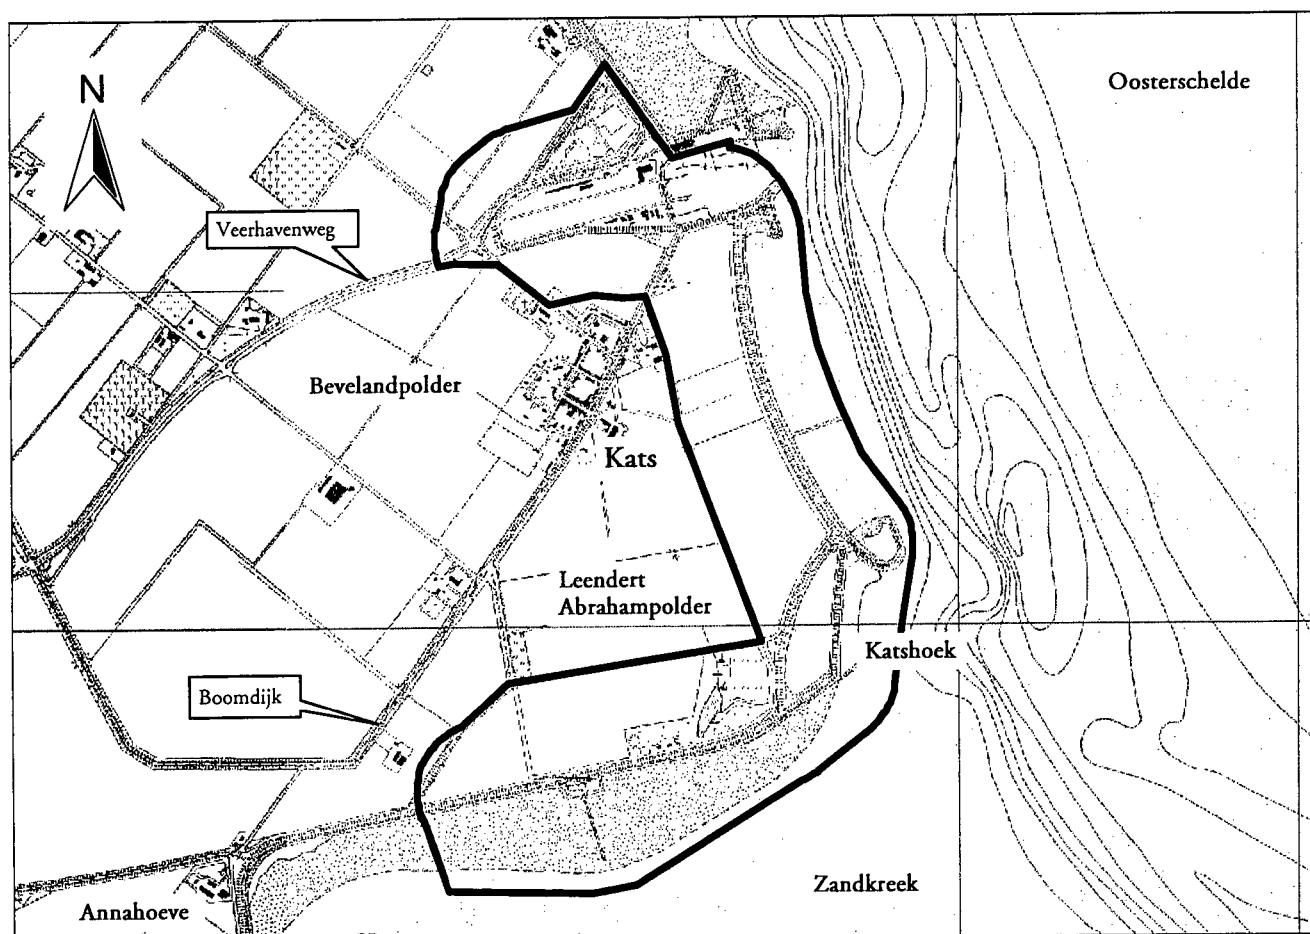 Oosterschelde
N
Veerhavenweg
Bevelandpolder
Kats
Leendert
Abrahampolder
Katshoek
Boomdijk
Zandkreek
Annahoeve